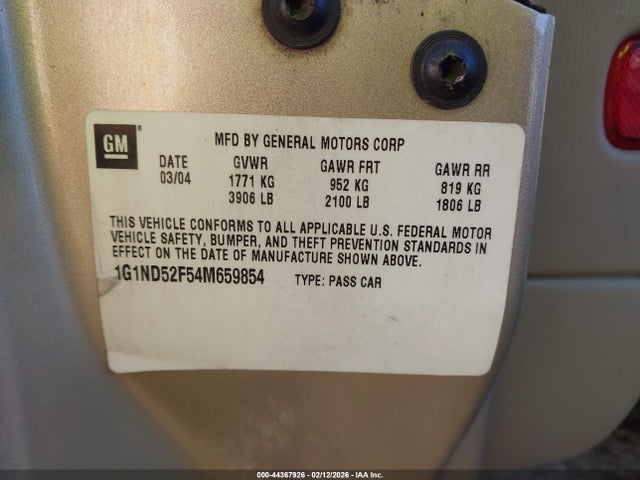 GM ®
MFD BY GENERAL MOTORS CORP
DATE GVWR GAWR FRT GAWR RR
03/04 1771 KG 952 KG 819 KG
3906 LB 2100 LB 1806 LB
THIS VEHICLE CONFORMS TO ALL APPLICABLE U.S. FEDERAL MOTOR
VEHICLE SAFETY, BUMPER, AND THEFT PREVENTION STANDARDS IN
EFFECT ON THE DATE OF MANUFACTURE SHOWN ABOVE.
1G1ND52F54M659854 TYPE: PASS CAR
000-44367926 - 02/12/2026 - IAA Inc.